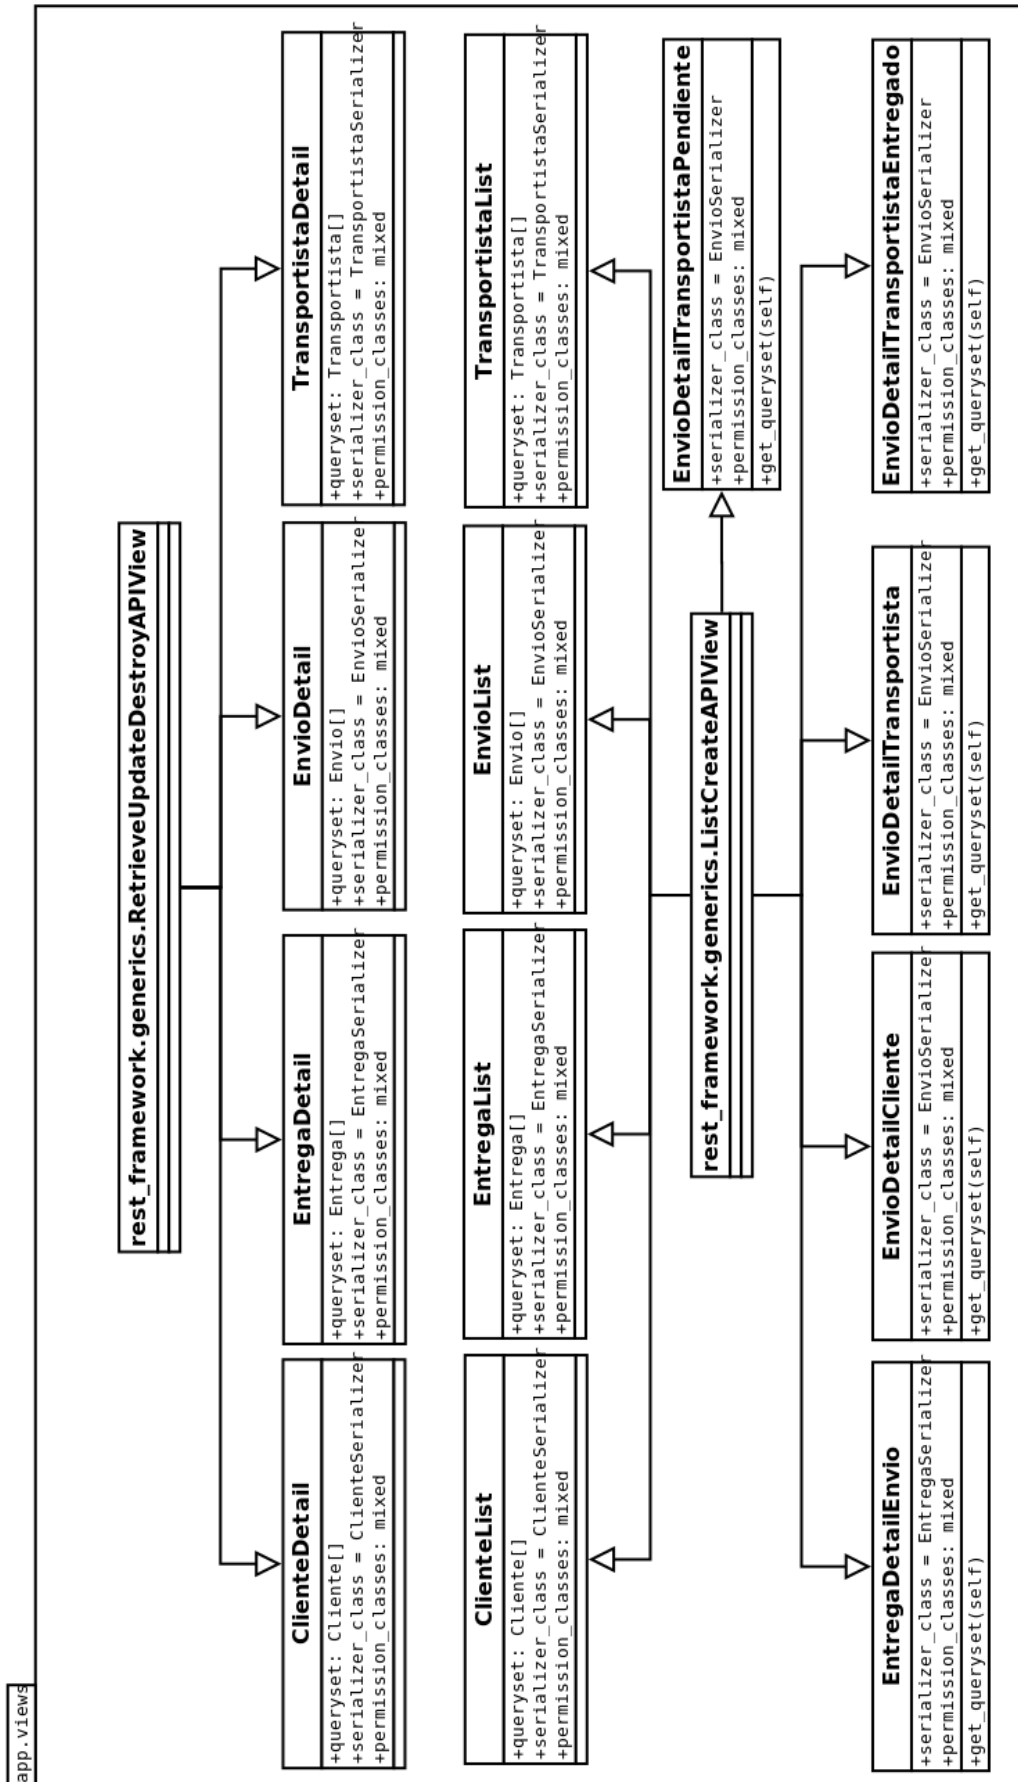 app.views
rest_framework.generics.RetrieveUpdateDestroyAPIView
ClienteDetail
+queryset: Cliente[]
+serializer_class = ClienteSerializer
+permission_classes: mixed
EntregaDetail
+queryset: Entrega[]
+serializer_class = EntregaSerializer
+permission_classes: mixed
EnvioDetail
+queryset: Envio[]
+serializer_class = EnvioSerializer
+permission_classes: mixed
TransportistaDetail
+queryset: Transportista[]
+serializer_class = TransportistaSerializer
+permission_classes: mixed
ClienteList
+queryset: Cliente[]
+serializer_class = ClienteSerializer
+permission_classes: mixed
EntregaList
+queryset: Entrega[]
+serializer_class = EntregaSerializer
+permission_classes: mixed
EnvioList
+queryset: Envio[]
+serializer_class = EnvioSerializer
+permission_classes: mixed
TransportistaList
+queryset: Transportista[]
+serializer_class = TransportistaSerializer
+permission_classes: mixed
rest_framework.generics.ListCreateAPIView
EnvioDetailTransportistaPendiente
+serializer_class = EnvioSerializer
+permission_classes: mixed
+get_queryset(self)
EntregaDetailEnvio
+serializer_class = EntregaSerializer
+permission_classes: mixed
+get_queryset(self)
EnvioDetailCliente
+serializer_class = EnvioSerializer
+permission_classes: mixed
+get_queryset(self)
EnvioDetailTransportista
+serializer_class = EnvioSerializer
+permission_classes: mixed
+get_queryset(self)
EnvioDetailTranspostistaEntregado
+serializer_class = EnvioSerializer
+permission_classes: mixed
+get_queryset(self)